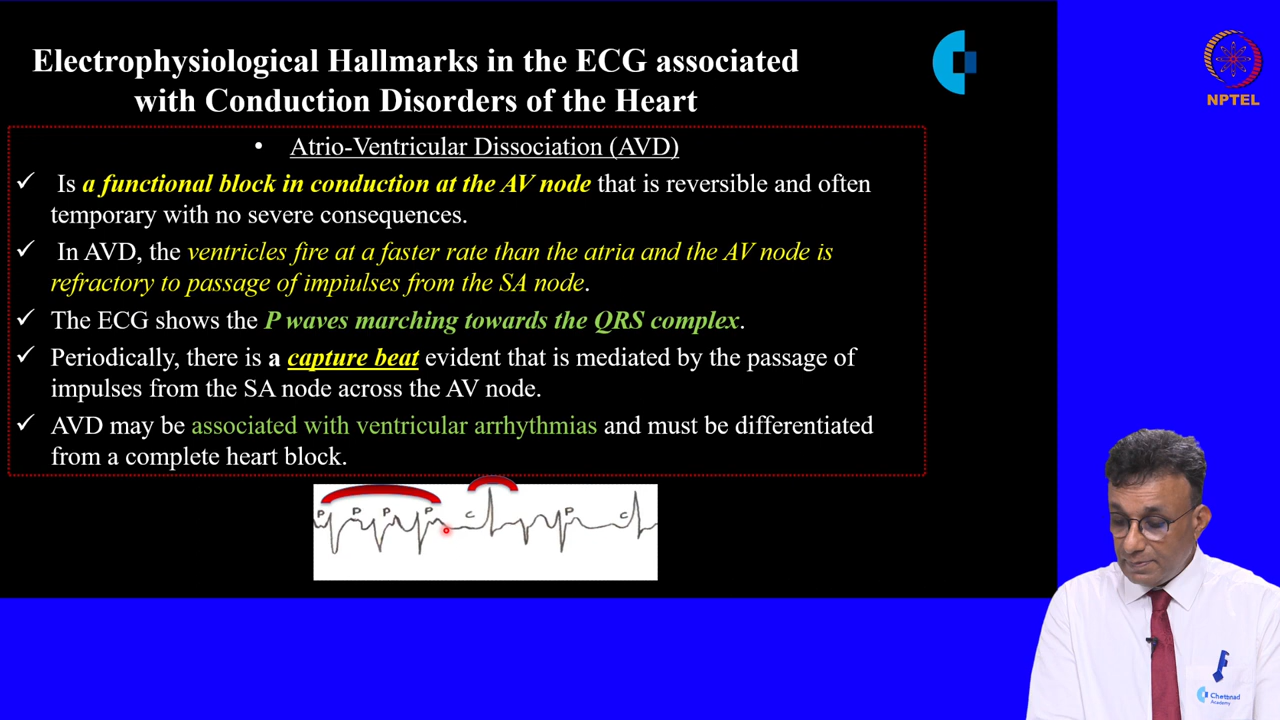 Electrophysiological Hallmarks in the ECG associated
with Conduction Disorders of the Heart
NPTEL
• Atrio-Ventricular Dissociation (AVD)
✓ Is a functional block in conduction at the AV node that is reversible and often
temporary with no severe consequences.
✓ In AVD, the ventricles fire at a faster rate than the atria and the AV node is
refractory to passage of impiulses from the SA node.
✓ The ECG shows the P waves marching towards the QRS complex.
✓ Periodically, there is a capture beat evident that is mediated by the passage of
impulses from the SA node across the AV node.
✓ AVD may be associated with ventricular arrhythmias and must be differentiated
from a complete heart block.
P P P P C P C
Chettinad
Academy